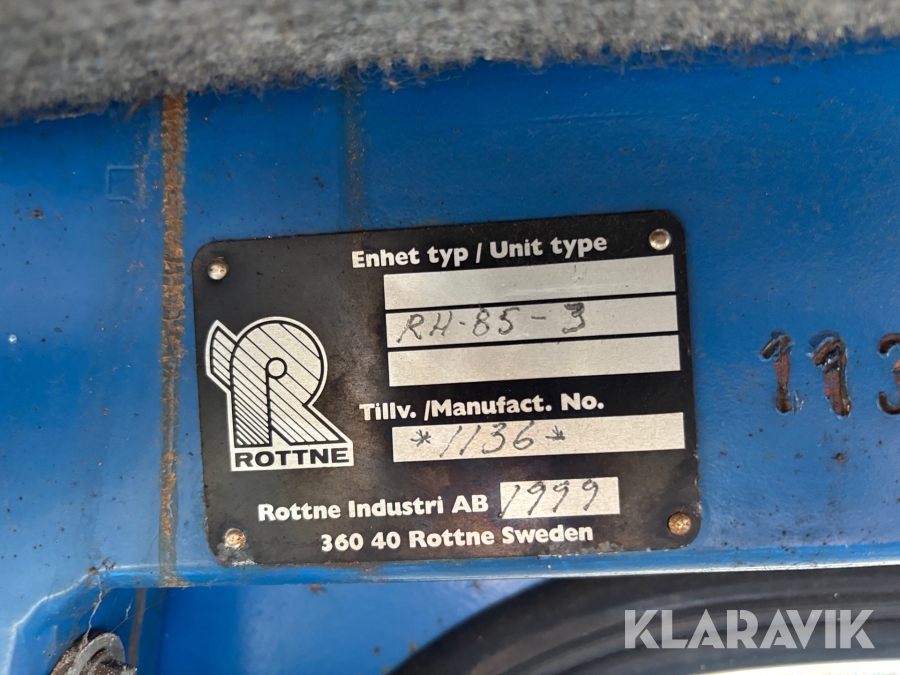 Enhet typ / Unit type
RH-85-3
Tillv. /Manufact. No.
*1136*
ROTTNE
Rottne Industri AB 1999
360 40 Rottne Sweden
113
KLARAVIK